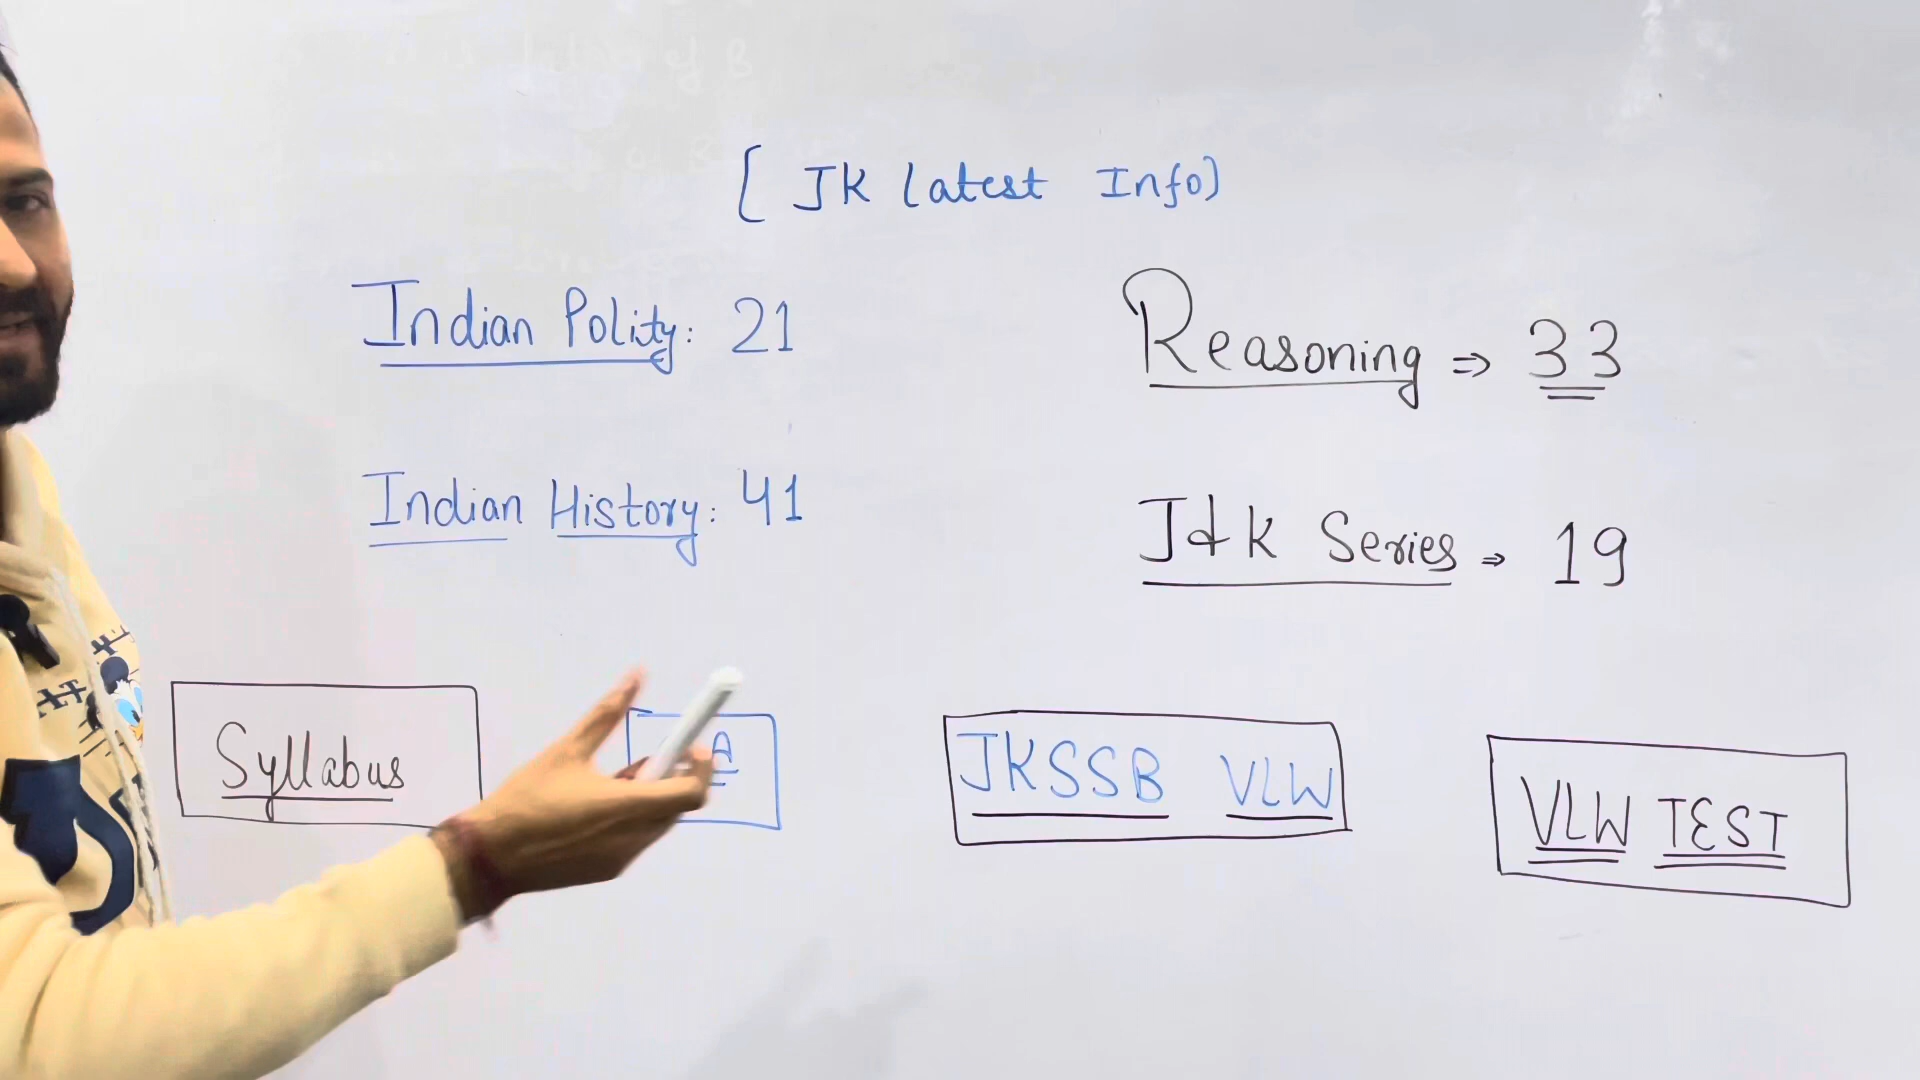 [ JK Latest Info)
Indian Polity: 21
Reasoning ⇒ 33
Indian History: 41
J&K Series ⇒ 19
Syllabus
JKSSB VLW
VLW TEST